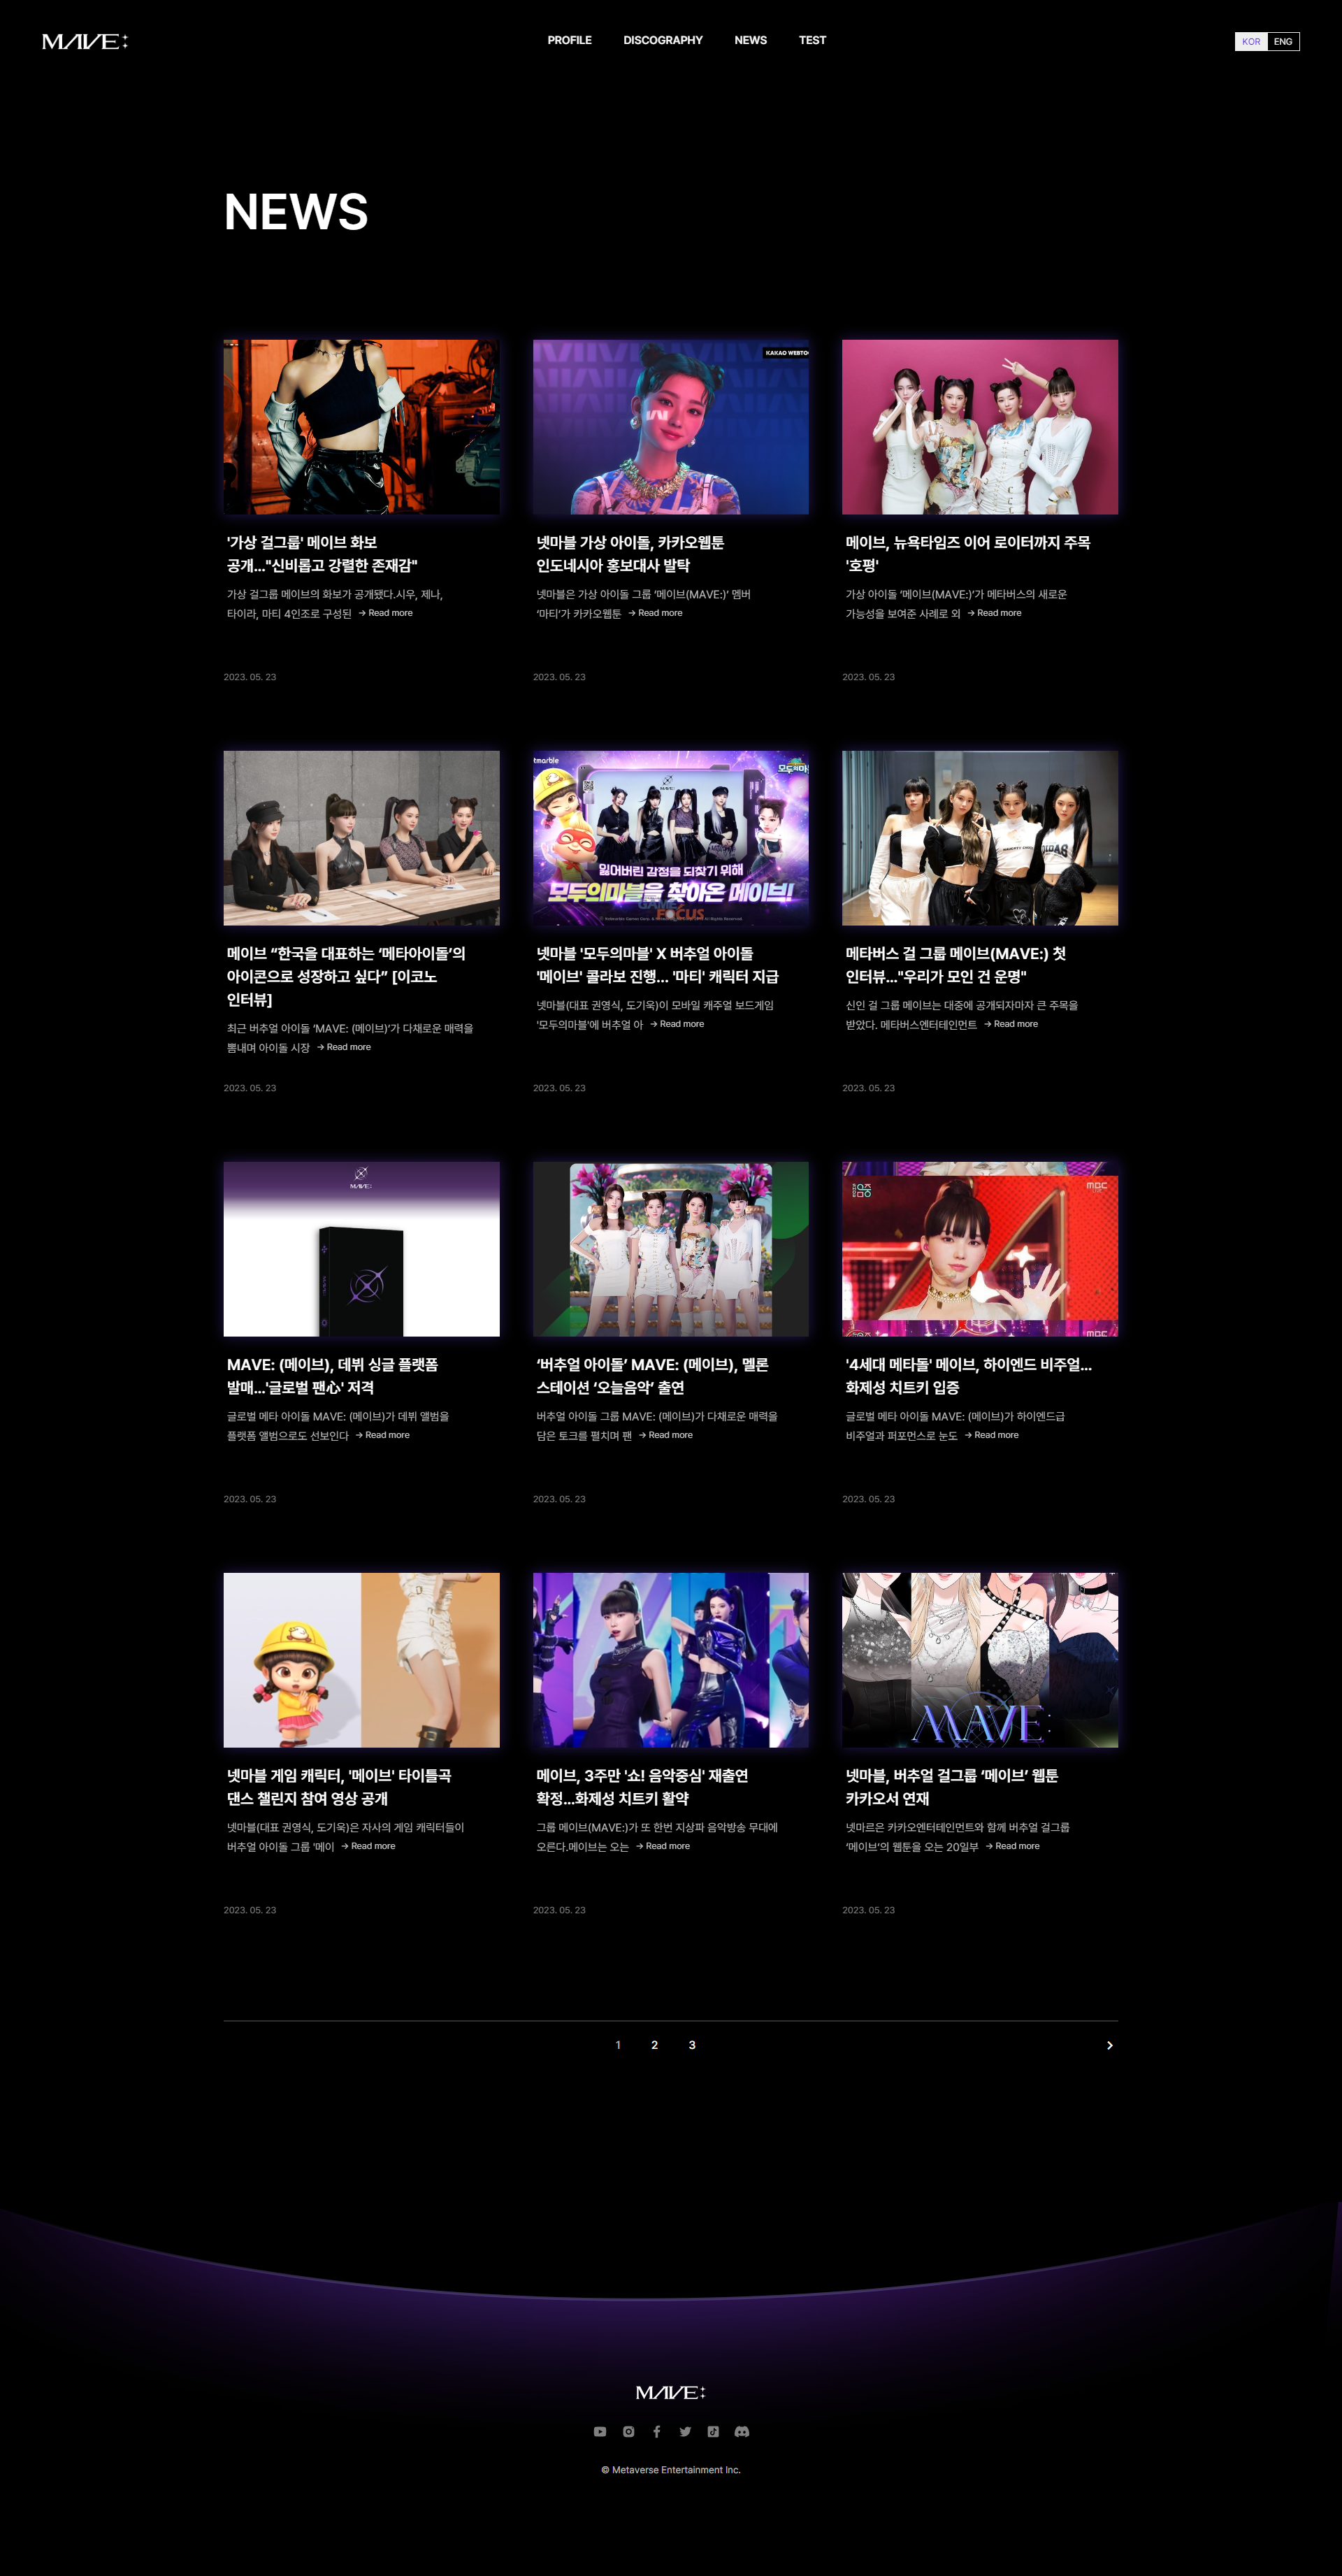 MAVE:
PROFILE
DISCOGRAPHY
NEWS
TEST
KOR
ENG
NEWS
KAKAO WEBTO
'가상 걸그룹' 메이브 화보
공개..."신비롭고 강렬한 존재감"
가상 걸그룹 메이브의 화보가 공개됐다.시우, 제나,
타이라, 마티 4인조로 구성된 → Read more
2023. 05. 23
넷마블 가상 아이돌, 카카오웹툰
인도네시아 홍보대사 발탁
넷마블은 가상 아이돌 그룹 ‘메이브(MAVE:)’ 멤버
‘마티’가 카카오웹툰 → Read more
2023. 05. 23
메이브, 뉴욕타임즈 이어 로이터까지 주목
'호평'
가상 아이돌 ‘메이브(MAVE:)’가 메타버스의 새로운
가능성을 보여준 사례로 외 → Read more
2023. 05. 23
메이브 “한국을 대표하는 ‘메타아이돌’의
아이콘으로 성장하고 싶다” [이코노
인터뷰]
최근 버추얼 아이돌 ‘MAVE: (메이브)’가 다채로운 매력을
뽐내며 아이돌 시장 → Read more
2023. 05. 23
tmarble
모두의마
잃어버린 감정을 되찾기 위해
모두의마블을 찾아온 메이브!
GAME
FOCUS
넷마블 '모두의마블' X 버추얼 아이돌
'메이브' 콜라보 진행... '마티' 캐릭터 지급
넷마블(대표 권영식, 도기욱)이 모바일 캐주얼 보드게임
'모두의마블'에 버추얼 아 → Read more
2023. 05. 23
메타버스 걸 그룹 메이브(MAVE:) 첫
인터뷰..."우리가 모인 건 운명"
신인 걸 그룹 메이브는 대중에 공개되자마자 큰 주목을
받았다. 메타버스엔터테인먼트 → Read more
2023. 05. 23
MAVE:
MAVE: (메이브), 데뷔 싱글 플랫폼
발매...'글로벌 팬心' 저격
글로벌 메타 아이돌 MAVE: (메이브)가 데뷔 앨범을
플랫폼 앨범으로도 선보인다 → Read more
2023. 05. 23
‘버추얼 아이돌’ MAVE: (메이브), 멜론
스테이션 ‘오늘음악’ 출연
버추얼 아이돌 그룹 MAVE: (메이브)가 다채로운 매력을
담은 토크를 펼치며 팬 → Read more
2023. 05. 23
음중
MBC
MBC
'4세대 메타돌' 메이브, 하이엔드 비주얼...
화제성 치트키 입증
글로벌 메타 아이돌 MAVE: (메이브)가 하이엔드급
비주얼과 퍼포먼스로 눈도 → Read more
2023. 05. 23
넷마블 게임 캐릭터, '메이브' 타이틀곡
댄스 챌린지 참여 영상 공개
넷마블(대표 권영식, 도기욱)은 자사의 게임 캐릭터들이
버추얼 아이돌 그룹 '메이 → Read more
2023. 05. 23
메이브, 3주만 '쇼! 음악중심' 재출연
확정...화제성 치트키 활약
그룹 메이브(MAVE:)가 또 한번 지상파 음악방송 무대에
오른다.메이브는 오는 → Read more
2023. 05. 23
MAVE:
넷마블, 버추얼 걸그룹 ‘메이브’ 웹툰
카카오서 연재
넷마르은 카카오엔터테인먼트와 함께 버추얼 걸그룹
‘메이브’의 웹툰을 오는 20일부 → Read more
2023. 05. 23
1
2
3
MAVE:
© Metaverse Entertainment Inc.